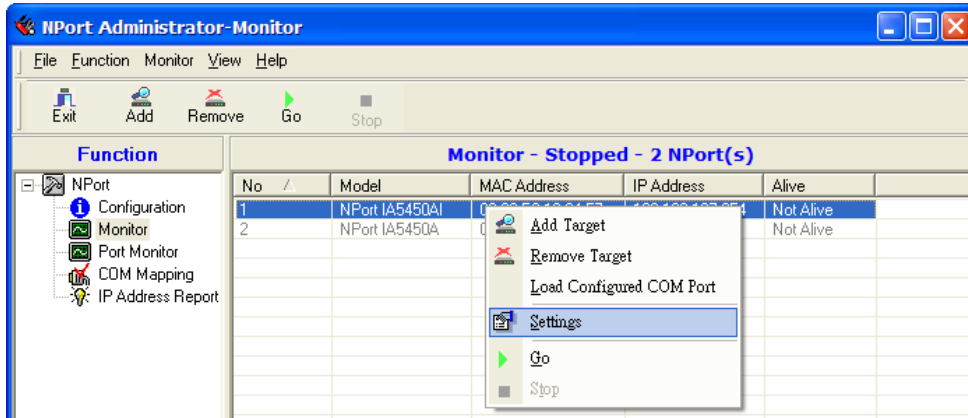 NPort Administrator-Monitor
File Function Monitor View Help
Exit Add Remove Go Stop
Function
Monitor - Stopped - 2 NPort(s)
NPort
Configuration
Monitor
Port Monitor
COM Mapping
IP Address Report
No Model MAC Address IP Address Alive
1 NPort IA5450AI Not Alive
2 NPort IA5450A Not Alive
Add Target
Remove Target
Load Configured COM Port
Settings
Go
Stop